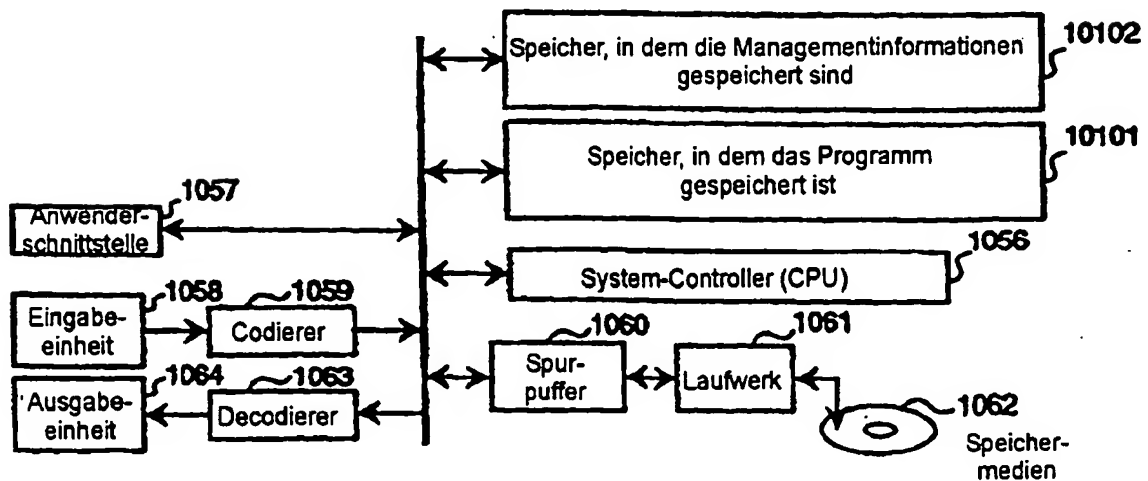 10102
Speicher, in dem die Managementinformationen
gespeichert sind
10101
Speicher, in dem das Programm
gespeichert ist
1057
Anwender-
schnittstelle
1056
System-Controller (CPU)
1058
Eingabe-
einheit
1059
Codierer
1060
Spur-
puffer
1061
Laufwerk
1064
Ausgabe-
einheit
1063
Decodierer
1062
Speicher-
medien